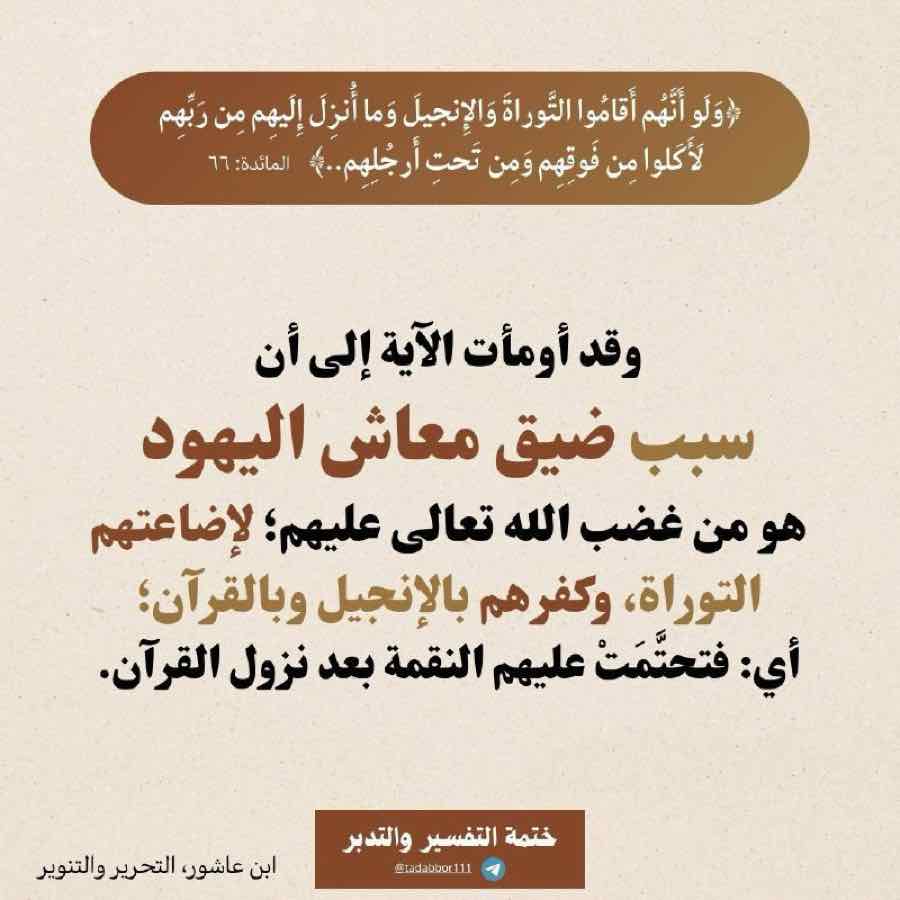 ﴿وَلَو أَنَّهُم أَقامُوا التَّوراةَ وَالإِنجيلَ وَما أُنزِلَ إِلَيهِم مِن رَبِّهِم
لَأَكَلوا مِن فَوقِهِم وَمِن تَحتِ أَرجُلِهِم..﴾ المائدة: ٦٦
وقد أومأت الآية إلى أن
سبب ضيق معاش اليهود
هو من غضب الله تعالى عليهم؛ لإضاعتهم
التوراة، وكفرهم بالإنجيل وبالقرآن؛
أي: فتحتَّمَتْ عليهم النقمة بعد نزول القرآن.
ختمة التفسير والتدبر
@tadabbor111
ابن عاشور، التحرير والتنوير